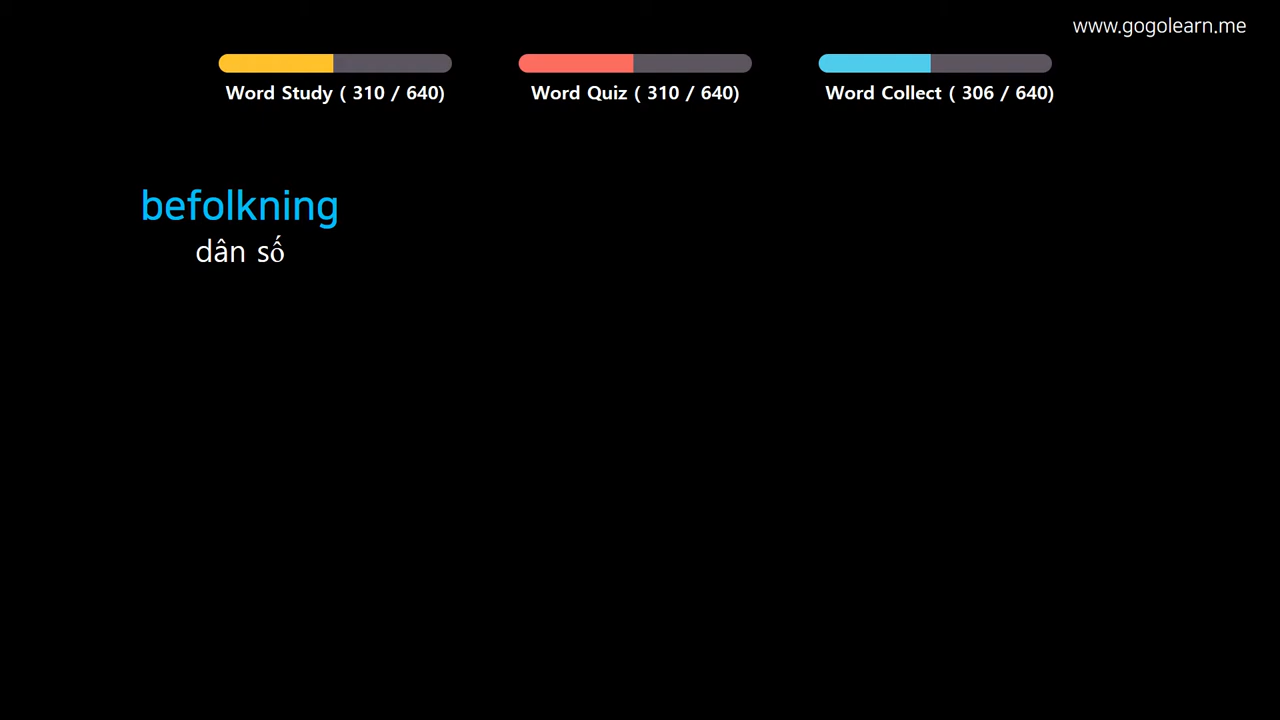 www.gogolearn.me
Word Study ( 310 / 640)
Word Quiz ( 310 / 640)
Word Collect ( 306 / 640)
befolkning
dân số